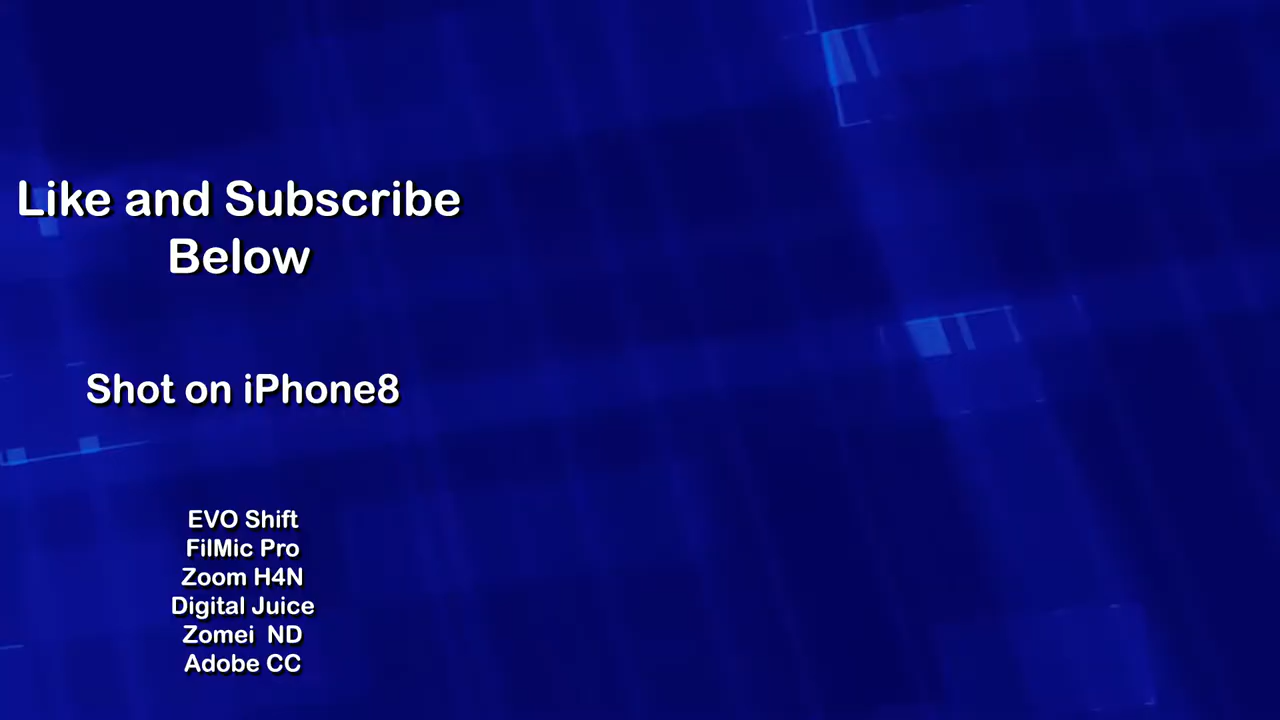 Like and Subscribe
Below
Shot on iPhone8
EVO Shift
FilMic Pro
Zoom H4N
Digital Juice
Zomei ND
Adobe CC